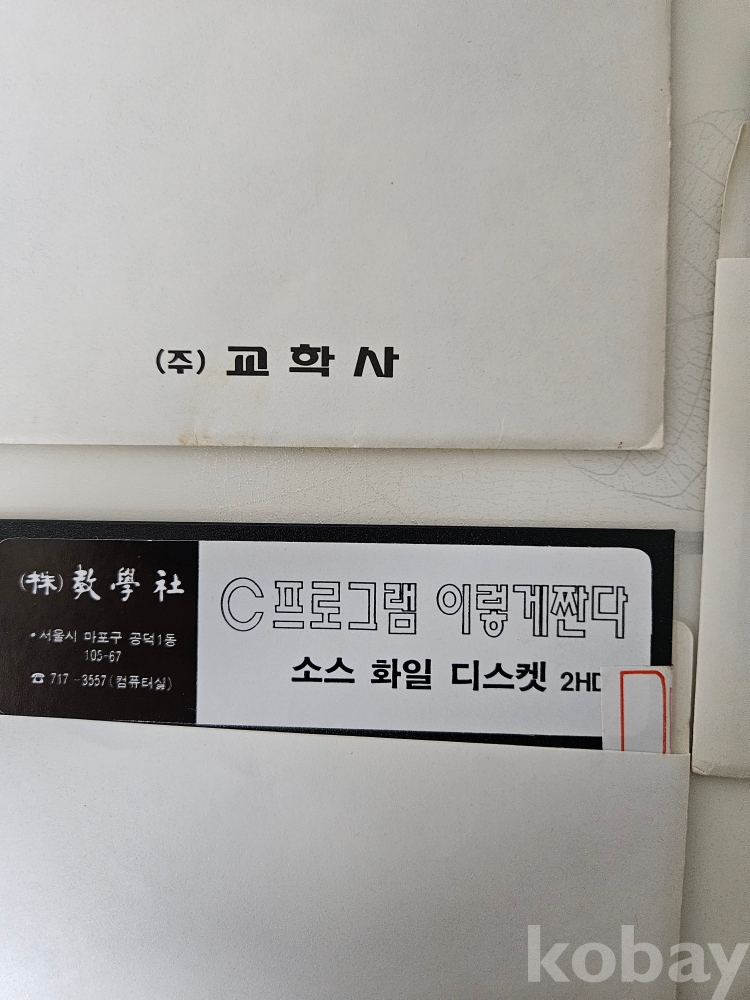 (주) 교학사
(株) 教學社
•서울시 마포구 공덕1동
105-67
☎ 717-3557(컴퓨터실)
C프로그램 이렇게짠다
소스 화일 디스켓 2HD
kobay